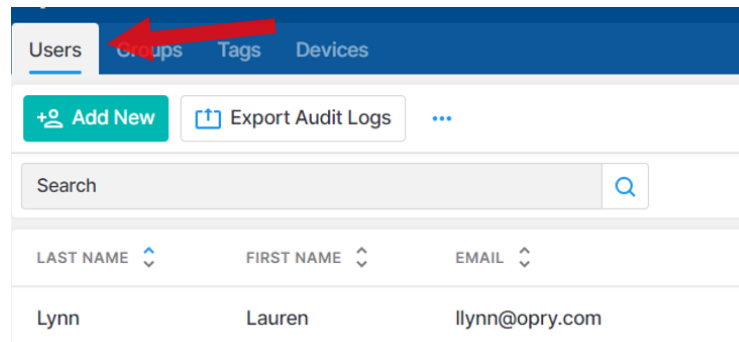 Users Groups Tags Devices
Add New Export Audit Logs ...
Search
LAST NAME FIRST NAME EMAIL
Lynn Lauren llynn@opry.com